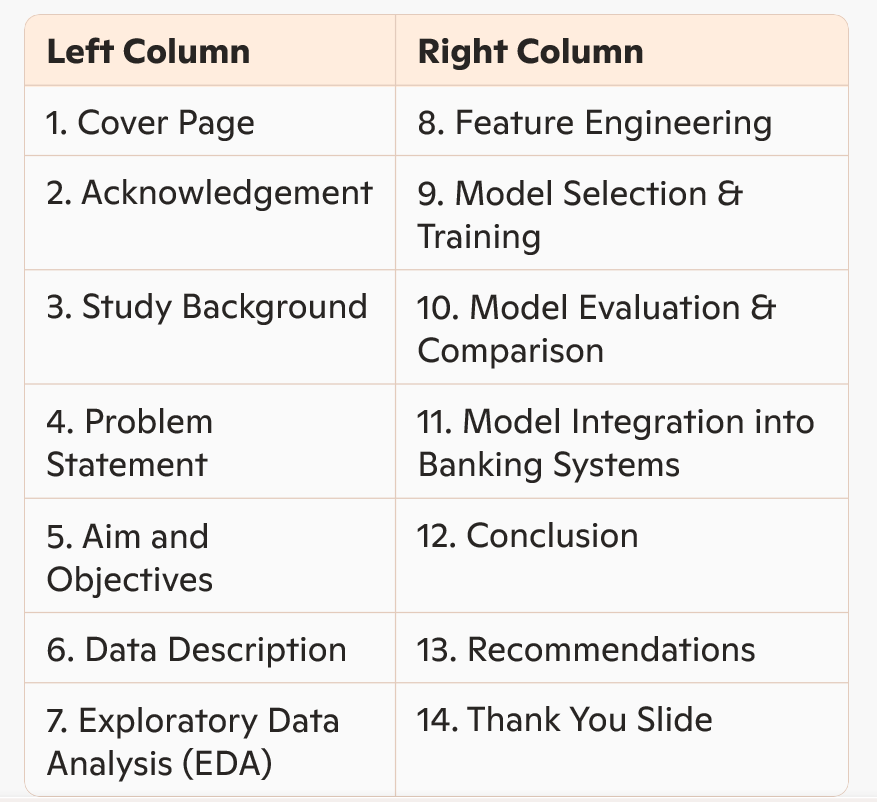 Left Column
Right Column
1. Cover Page
8. Feature Engineering
2. Acknowledgement
9. Model Selection &
Training
3. Study Background
10. Model Evaluation &
Comparison
4. Problem
Statement
11. Model Integration into
Banking Systems
5. Aim and
Objectives
12. Conclusion
6. Data Description
13. Recommendations
7. Exploratory Data
Analysis (EDA)
14. Thank You Slide